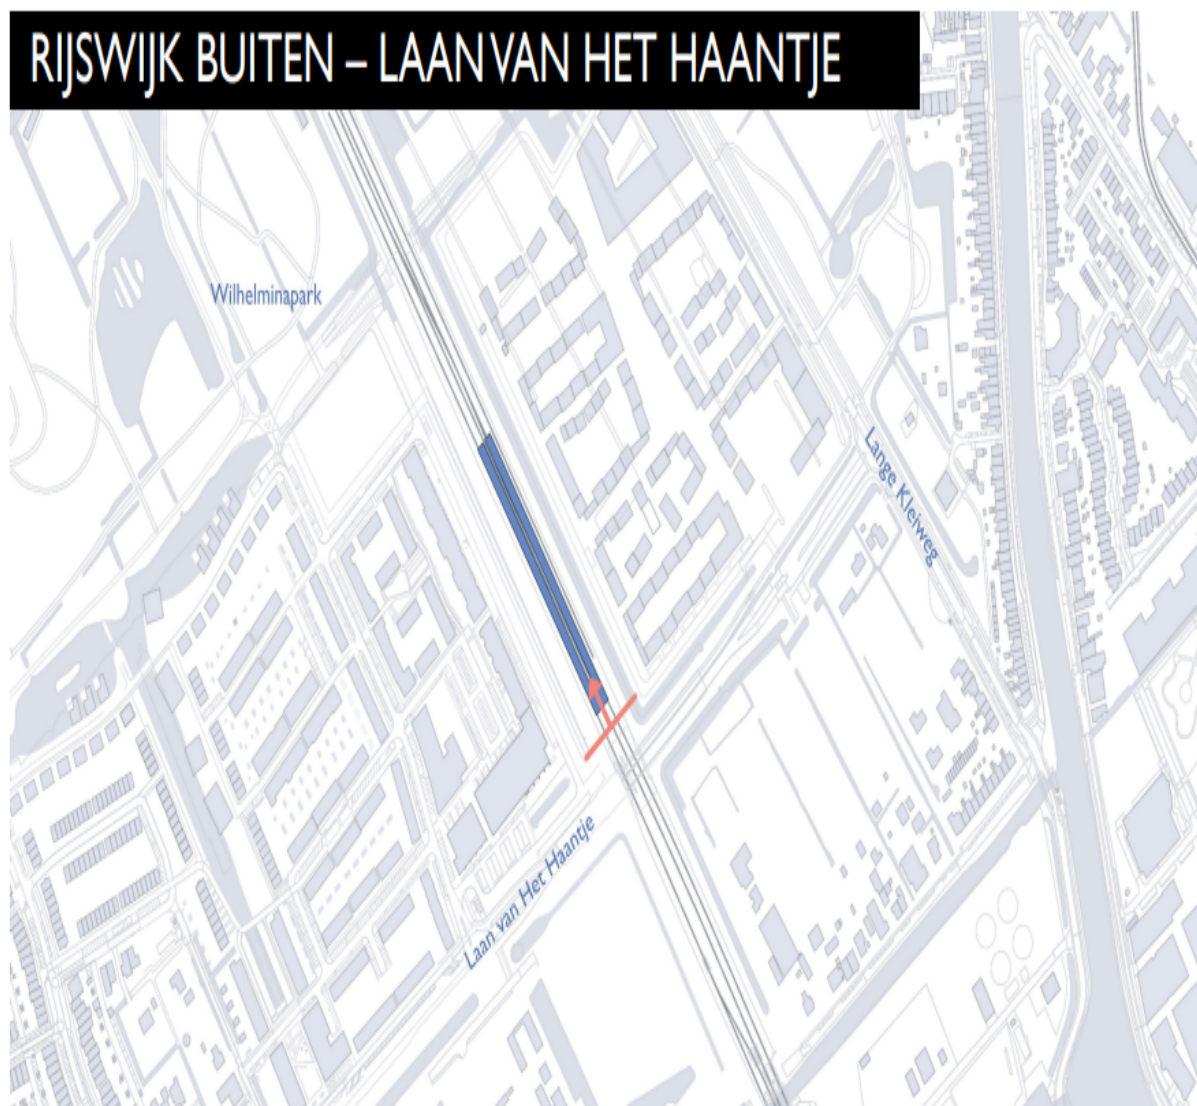 RIJSWIJK BUITEN – LAAN VAN HET HAANTJE
Wilhelminapark
Lange Kleiweg
Laan van Het Haantje